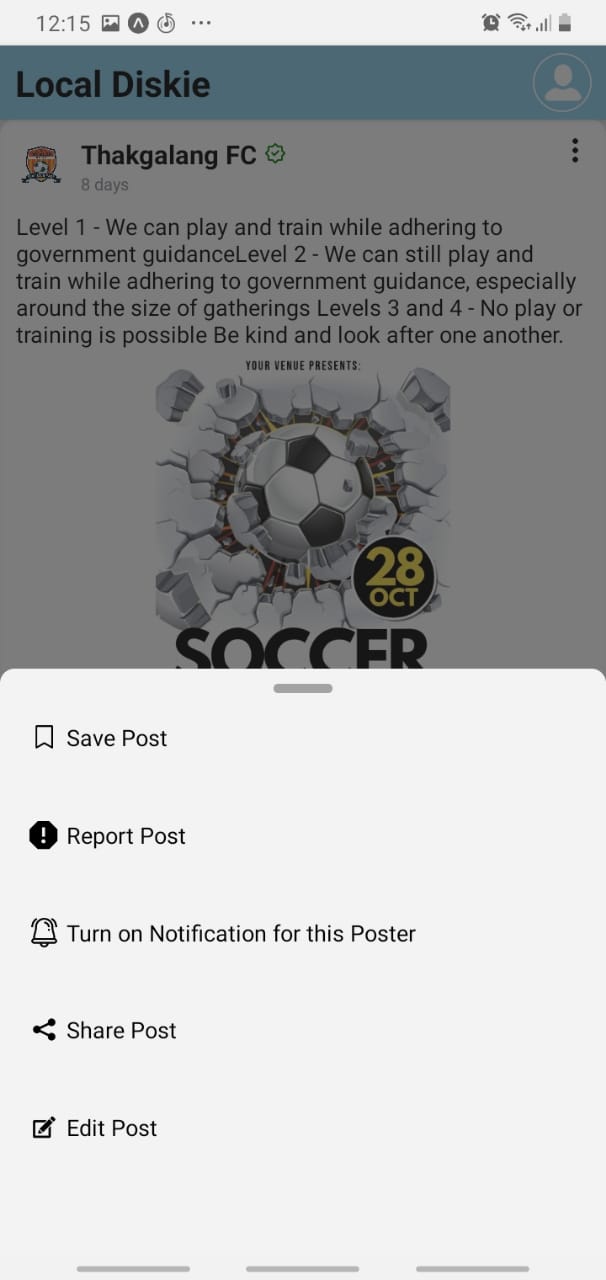 12:15
Local Diskie
Thakgalang FC
8 days
Level 1 - We can play and train while adhering to
government guidanceLevel 2 - We can still play and
train while adhering to government guidance, especially
around the size of gatherings Levels 3 and 4 - No play or
training is possible Be kind and look after one another.
YOUR VENUE PRESENTS:
28
OCT
SOCCER
Save Post
Report Post
Turn on Notification for this Poster
Share Post
Edit Post